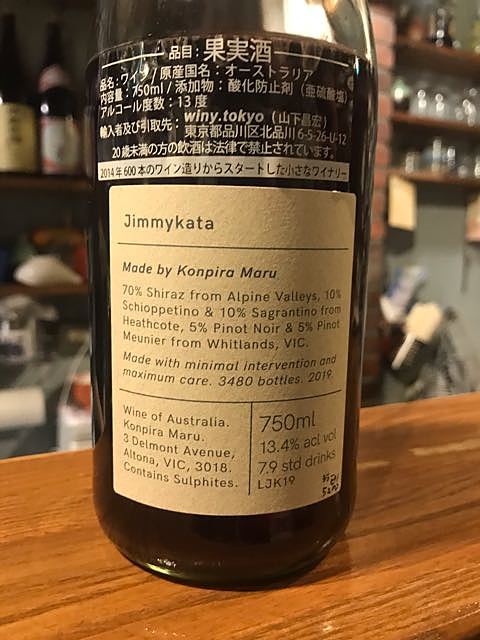 品目：果実酒
品名：ワイン / 原産国名：オーストラリア
内容量：750ml / 添加物：酸化防止剤（亜硫酸塩）
アルコール度数：13度
輸入者及び引取先：winy.tokyo（山下昌宏）
東京都品川区北品川 6-5-26-U-12
20歳未満の方の飲酒は法律で禁止されています。
2014年600本のワイン造りからスタートした小さなワイナリー
Jimmykata
Made by Konpira Maru
70% Shiraz from Alpine Valleys, 10%
Schioppetino & 10% Sagrantino from
Heathcote, 5% Pinot Noir & 5% Pinot
Meunier from Whitlands, VIC.
Made with minimal intervention and
maximum care. 3480 bottles. 2019.
Wine of Australia.
Konpira Maru.
3 Delmont Avenue,
Altona, VIC, 3018.
Contains Sulphites.
750ml
13.4% acl vol
7.9 std drinks
LJK19